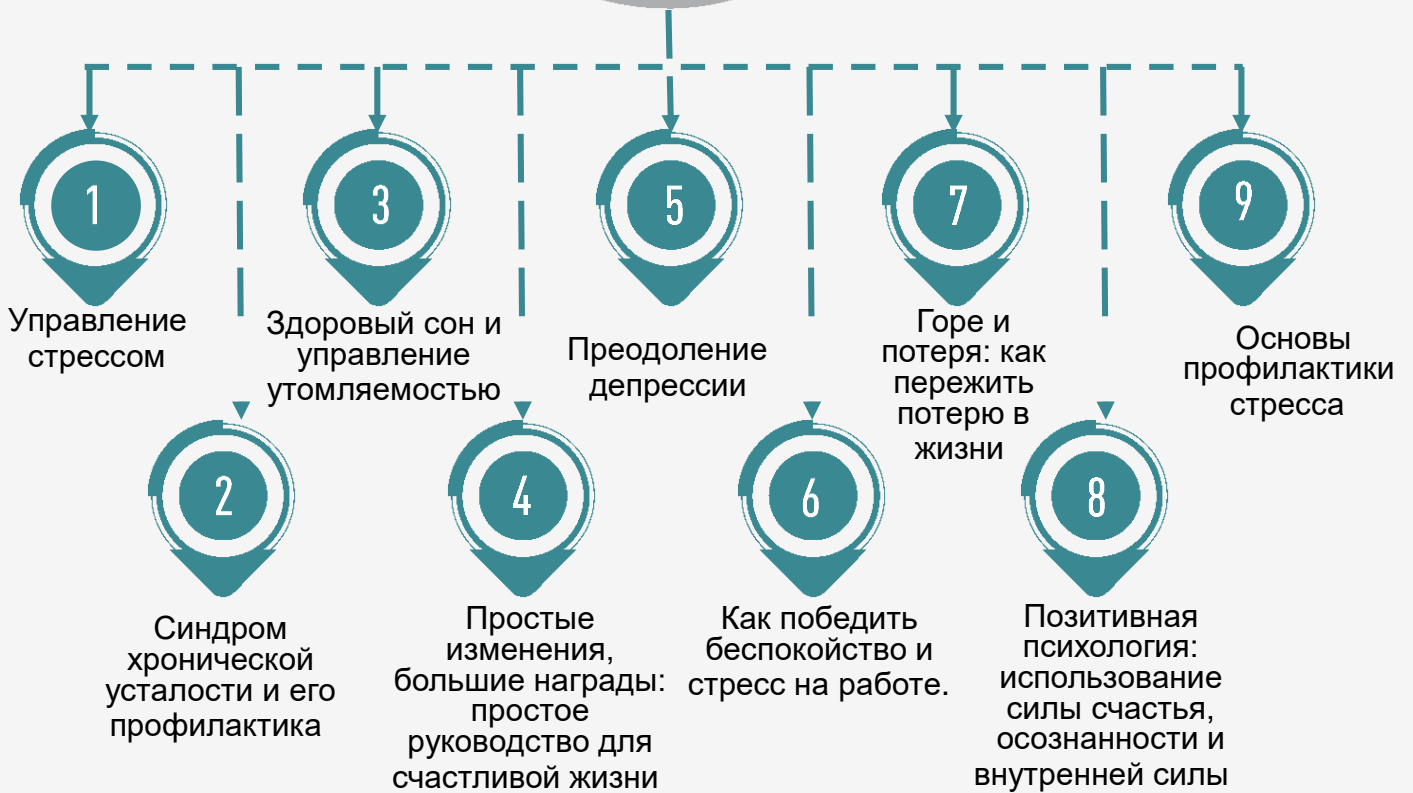 1
Управление
стрессом
2
Синдром
хронической
усталости и его
профилактика
3
Здоровый сон и
управление
утомляемостью
4
Простые
изменения,
большие награды:
простое
руководство для
счастливой жизни
5
Преодоление
депрессии
6
Как победить
беспокойство и
стресс на работе.
7
Горе и
потеря: как
пережить
потерю в
жизни
8
Позитивная
психология:
использование
силы счастья,
осознанности и
внутренней силы
9
Основы
профилактики
стресса